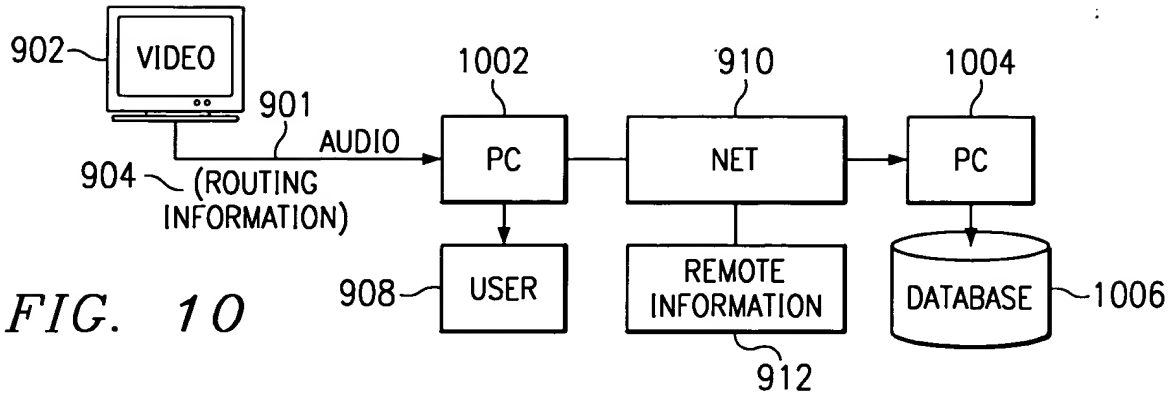 902
VIDEO
901
AUDIO
904
(ROUTING
INFORMATION)
1002
PC
910
NET
1004
PC
908
USER
REMOTE
INFORMATION
912
DATABASE
1006
FIG. 10